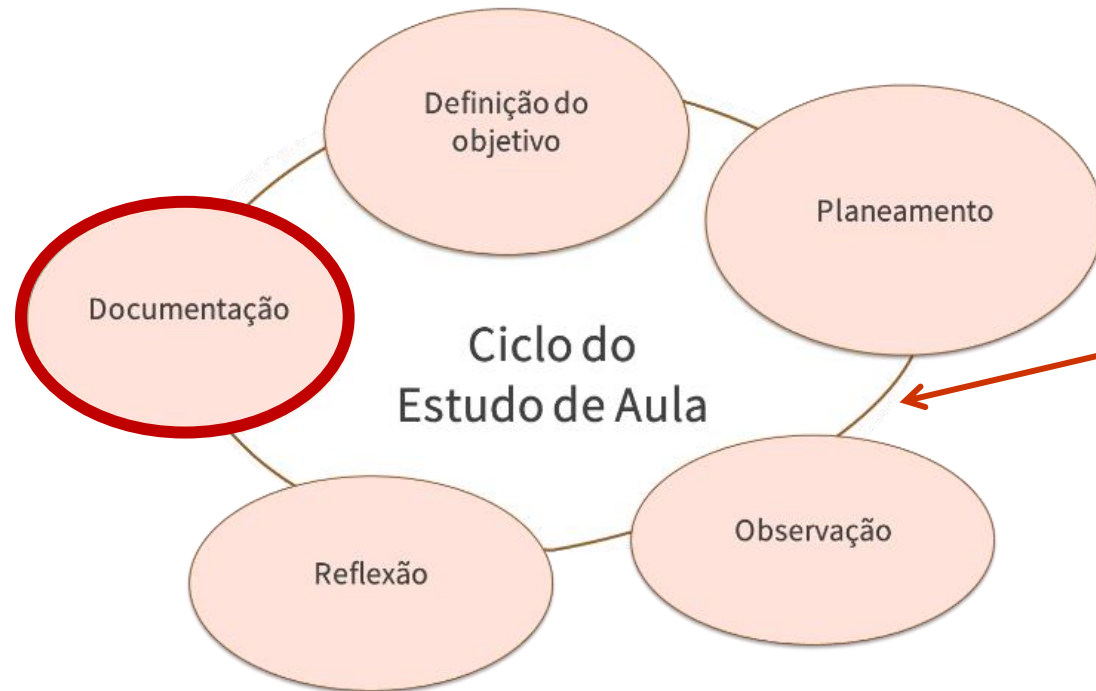 Definição do
objetivo
Planeamento
Documentação
Ciclo do
Estudo de Aula
Observação
Reflexão